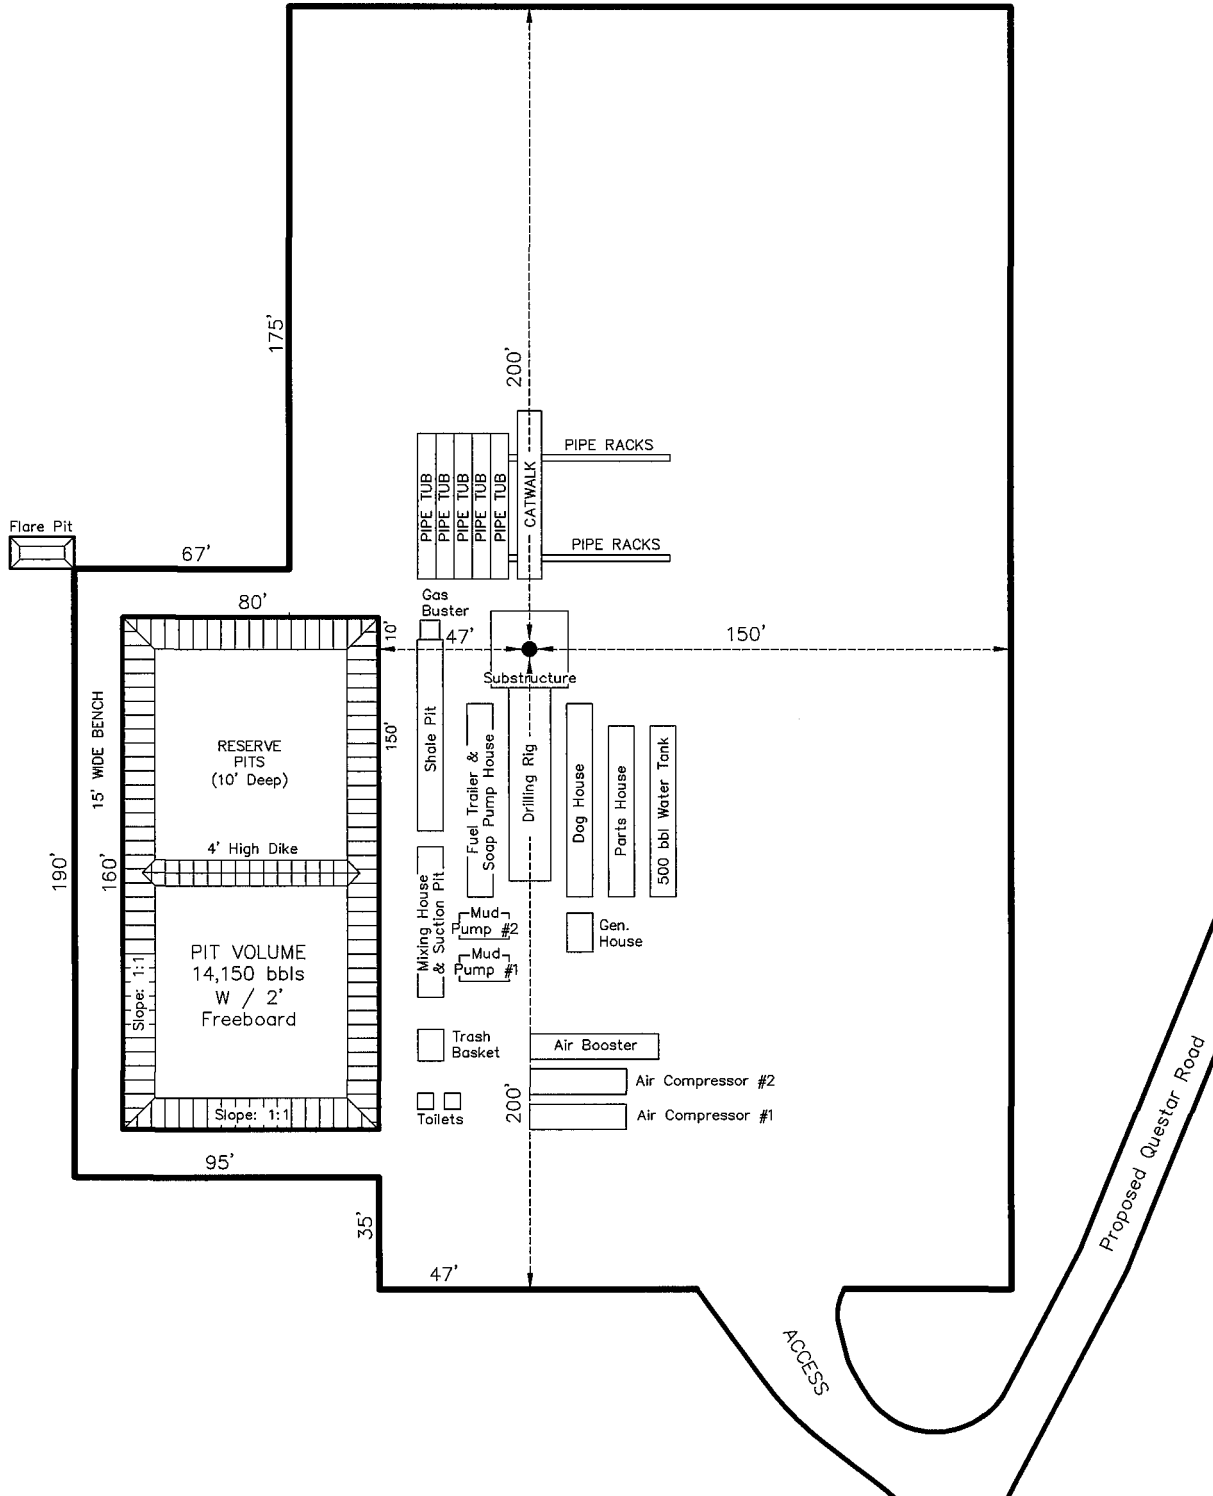 175'
200'
PIPE RACKS
PIPE TUB
PIPE TUB
PIPE TUB
PIPE TUB
PIPE TUB
CATWALK
PIPE RACKS
Flare Pit
67'
80'
Gas
Buster
10'
47'
150'
Substructure
15' WIDE BENCH
RESERVE
PITS
(10' Deep)
150'
Shale Pit
Fuel Trailer &
Soap Pump House
Drilling Rig
Dog House
Parts House
500 bbl Water Tank
4' High Dike
190'
160'
Mixing House
& Suction Pit
Mud
Pump #2
Gen.
House
PIT VOLUME
14,150 bbls
W / 2'
Freeboard
Slope: 1:1
Mud
Pump #1
Trash
Basket
Air Booster
Air Compressor #2
200'
Slope: 1:1
Toilets
Air Compressor #1
95'
35'
47'
ACCESS
Proposed Questar Road